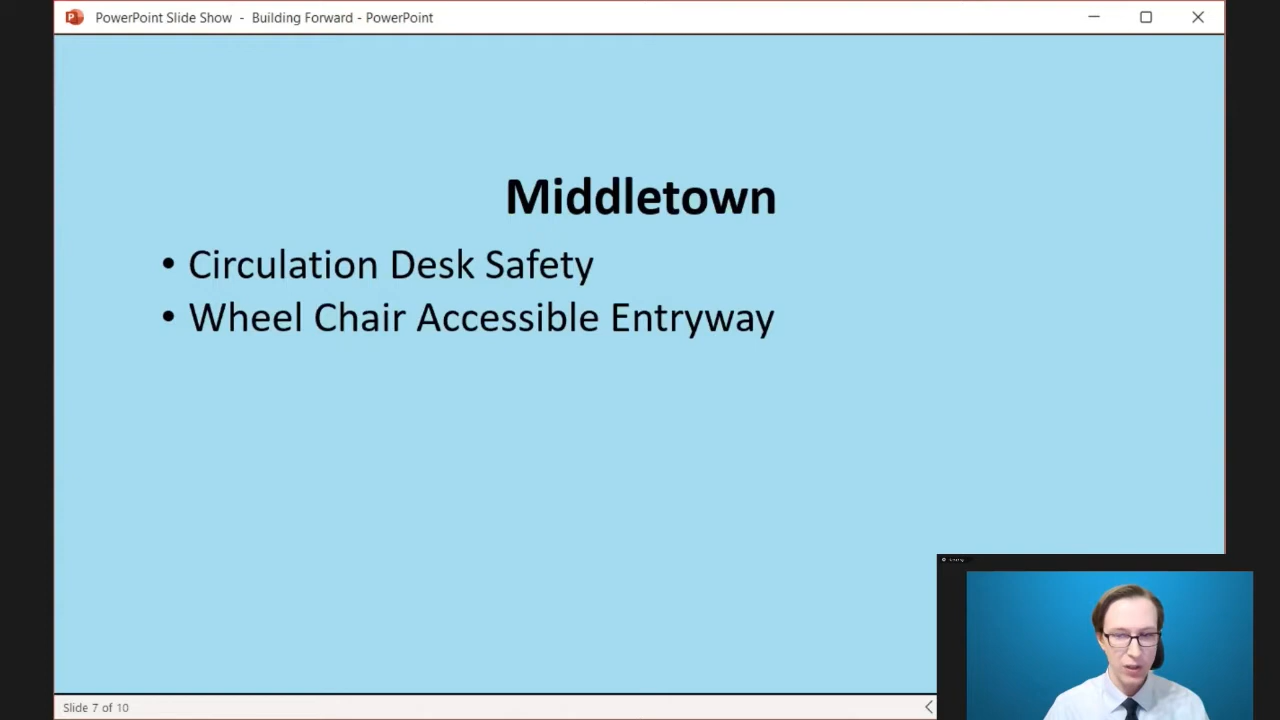 PowerPoint Slide Show - Building Forward - PowerPoint
Middletown
• Circulation Desk Safety
• Wheel Chair Accessible Entryway
Slide 7 of 10